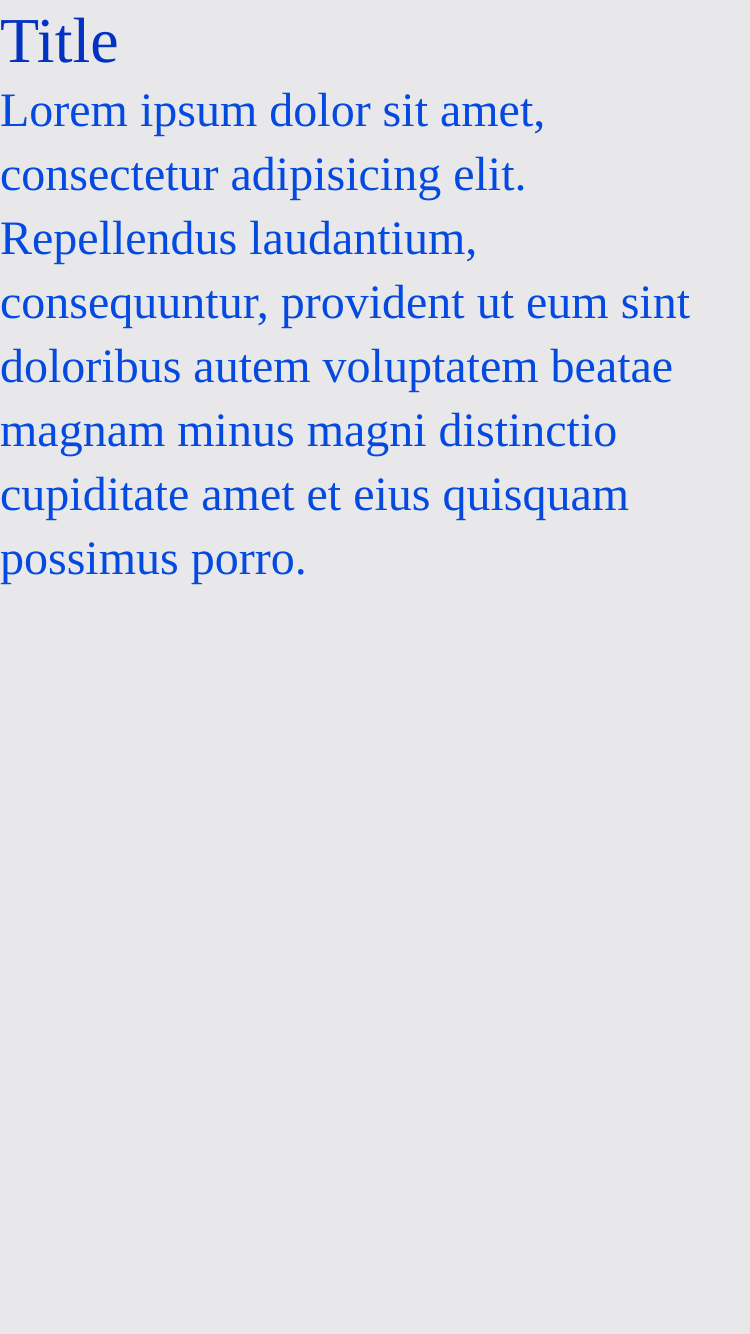 Title
Lorem ipsum dolor sit amet,
consectetur adipisicing elit.
Repellendus laudantium,
consequuntur, provident ut eum sint
doloribus autem voluptatem beatae
magnam minus magni distinctio
cupiditate amet et eius quisquam
possimus porro.